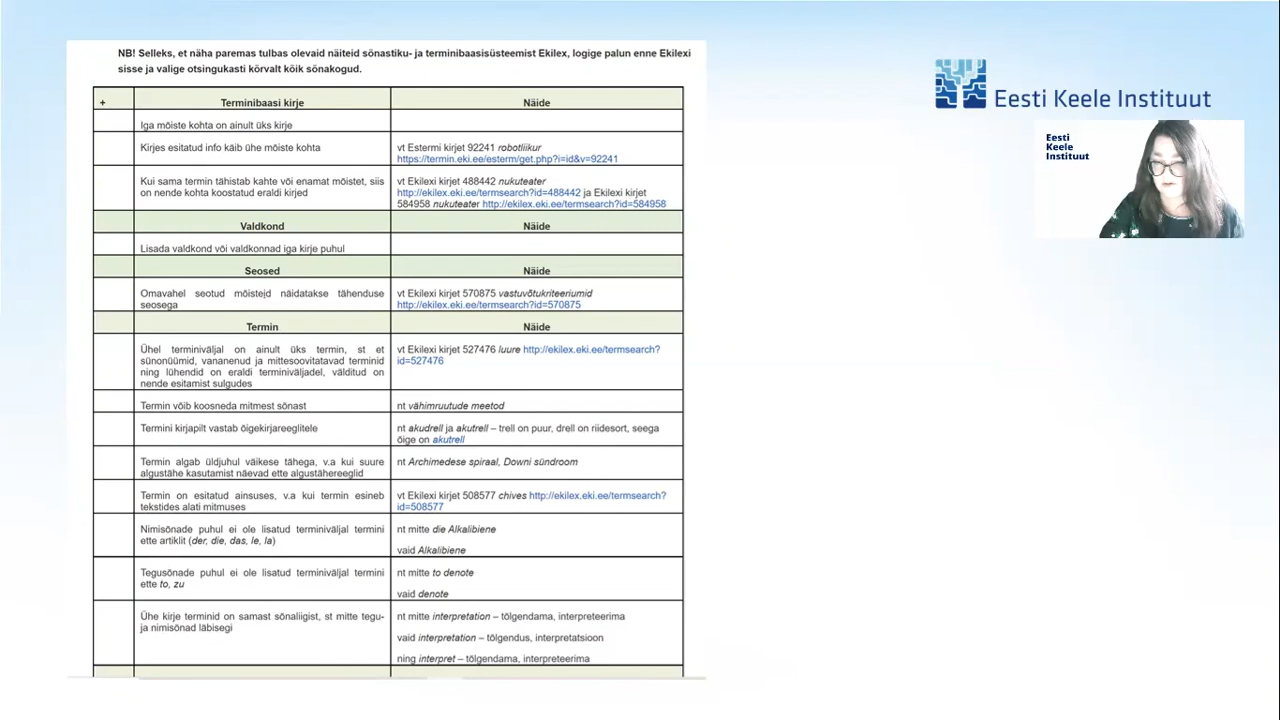 NB! Selleks, et näha paremas tulbas olevaid näiteid sõnastiku- ja terminibaasisüsteemist Ekilex, logige palun enne Ekilexi
sisse ja valige otsingukasti kõrvalt kõik sõnakogud.
+ Terminibaasi kirje Näide
Iga mõiste kohta on ainult üks kirje
Kirjes esitatud info käib ühe mõiste kohta
vt Estermi kirjet 92241 robotliikur
https://termin.eki.ee/esterm/get.php?i=id&v=92241
Kui sama termin tähistab kahte või enamat mõistet, siis
on nende kohta koostatud eraldi kirjed
vt Ekilexi kirjet 488442 nukuteater
http://ekilex.eki.ee/termsearch?id=488442 ja Ekilexi kirjet
584958 nukuteater http://ekilex.eki.ee/termsearch?id=584958
Valdkond Näide
Lisada valdkond või valdkonnad iga kirje puhul
Seosed Näide
Omavahel seotud mõisteid näidatakse tähenduse
seosega
vt Ekilexi kirjet 570875 vastuvõtukriteeriumid
http://ekilex.eki.ee/termsearch?id=570875
Termin Näide
Ühel terminiväljal on ainult üks termin, st et
sünonüümid, vananenud ja mittesoovitatavad terminid
ning lühendid on eraldi terminiväljadel, välditud on
nende esitamist sulgudes
vt Ekilexi kirjet 527476 luure http://ekilex.eki.ee/termsearch?
id=527476
Termin võib koosneda mitmest sõnast
nt vähimruutude meetod
Termini kirjapilt vastab õigekirjareeglitele
nt akudrell ja akutrell – trell on puur, drell on riidesort, seega
õige on akutrell
Termin algab üldjuhul väikese tähega, v.a kui suure
algustähe kasutamist näevad ette algustähereeglid
nt Archimedese spiraal, Downi sündroom
Termin on esitatud ainsuses, v.a kui termin esineb
tekstides alati mitmuses
vt Ekilexi kirjet 508577 chives http://ekilex.eki.ee/termsearch?
id=508577
Nimisõnade puhul ei ole lisatud terminiväljal termini
ette artiklit (der, die, das, le, la)
nt mitte die Alkalibiene
vaid Alkalibiene
Tegusõnade puhul ei ole lisatud terminiväljal termini
ette to, zu
nt mitte to denote
vaid denote
Ühe kirje terminid on samast sõnaliigist, st mitte tegu-
ja nimisõnad läbisegi
nt mitte interpretation – tõlgendama, interpreteerima
vaid interpretation – tõlgendus, interpretatsioon
ning interpret – tõlgendama, interpreteerima
Eesti Keele Instituut
Eesti
Keele
Instituut